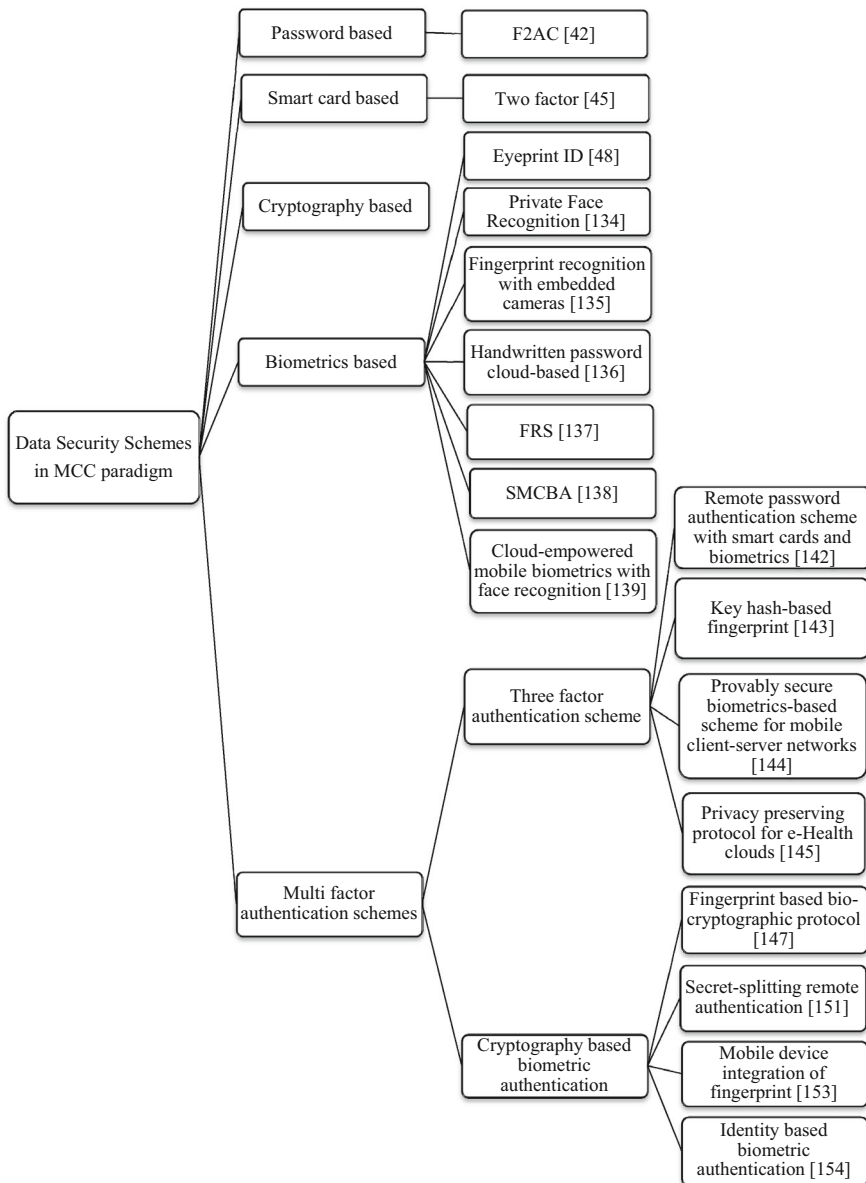 Password based
F2AC [42]
Smart card based
Two factor [45]
Cryptography based
Eyeprint ID [48]
Private Face
Recognition [134]
Fingerprint recognition
with embedded
cameras [135]
Biometrics based
Handwritten password
cloud-based [136]
FRS [137]
SMCBA [138]
Cloud-empowered
mobile biometrics with
face recognition [139]
Data Security Schemes
in MCC paradigm
Multi factor
authentication schemes
Three factor
authentication scheme
Remote password
authentication scheme
with smart cards and
biometrics [142]
Key hash-based
fingerprint [143]
Provably secure
biometrics-based
scheme for mobile
client-server networks
[144]
Privacy preserving
protocol for e-Health
clouds [145]
Cryptography based
biometric
authentication
Fingerprint based bio-
cryptographic protocol
[147]
Secret-splitting remote
authentication [151]
Mobile device
integration of
fingerprint [153]
Identity based
biometric
authentication [154]